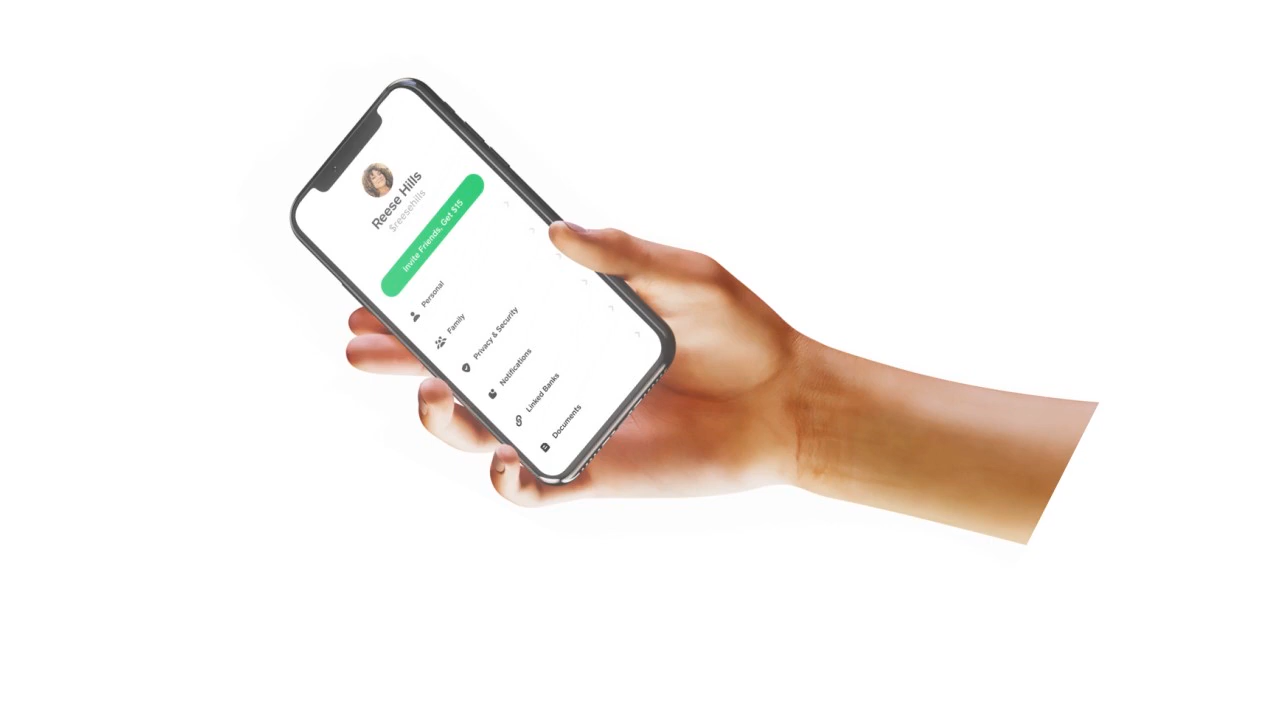 Reese Hills
$reesehills
Invite Friends, Get $15
Personal
Family
Privacy & Security
Notifications
Linked Banks
Documents